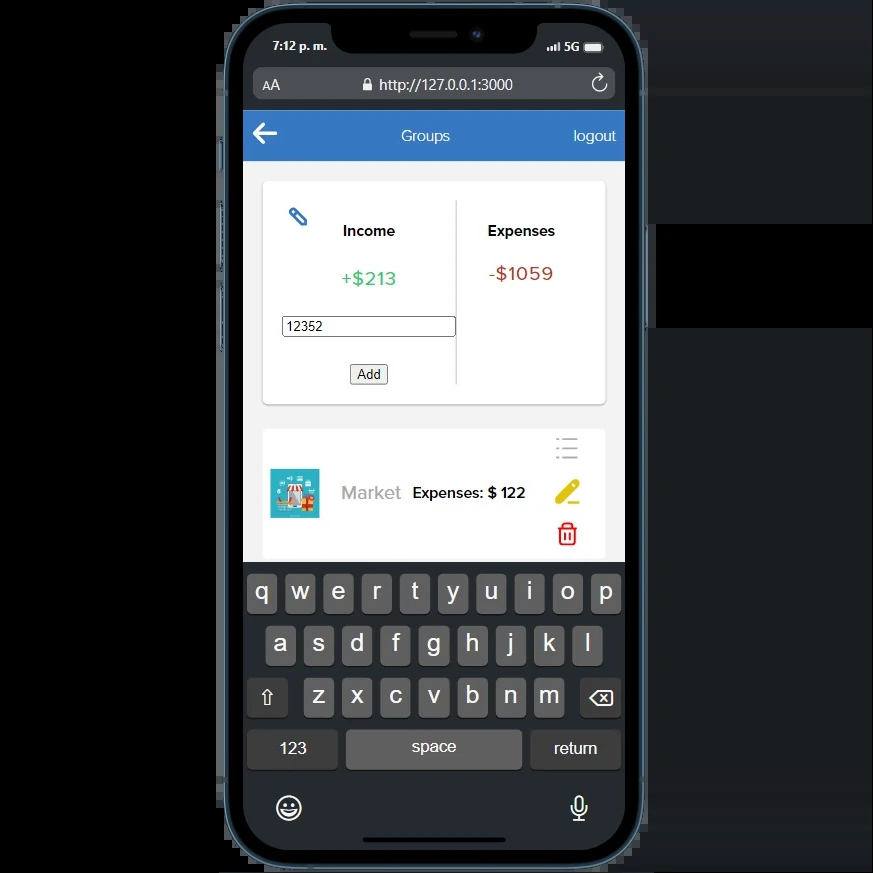 7:12 p. m. 5G
AA http://127.0.0.1:3000
Groups logout
Income Expenses
+$213 -$1059
12352
Add
Market Expenses: $ 122
q w e r t y u i o p
a s d f g h j k l
z x c v b n m
123 space return